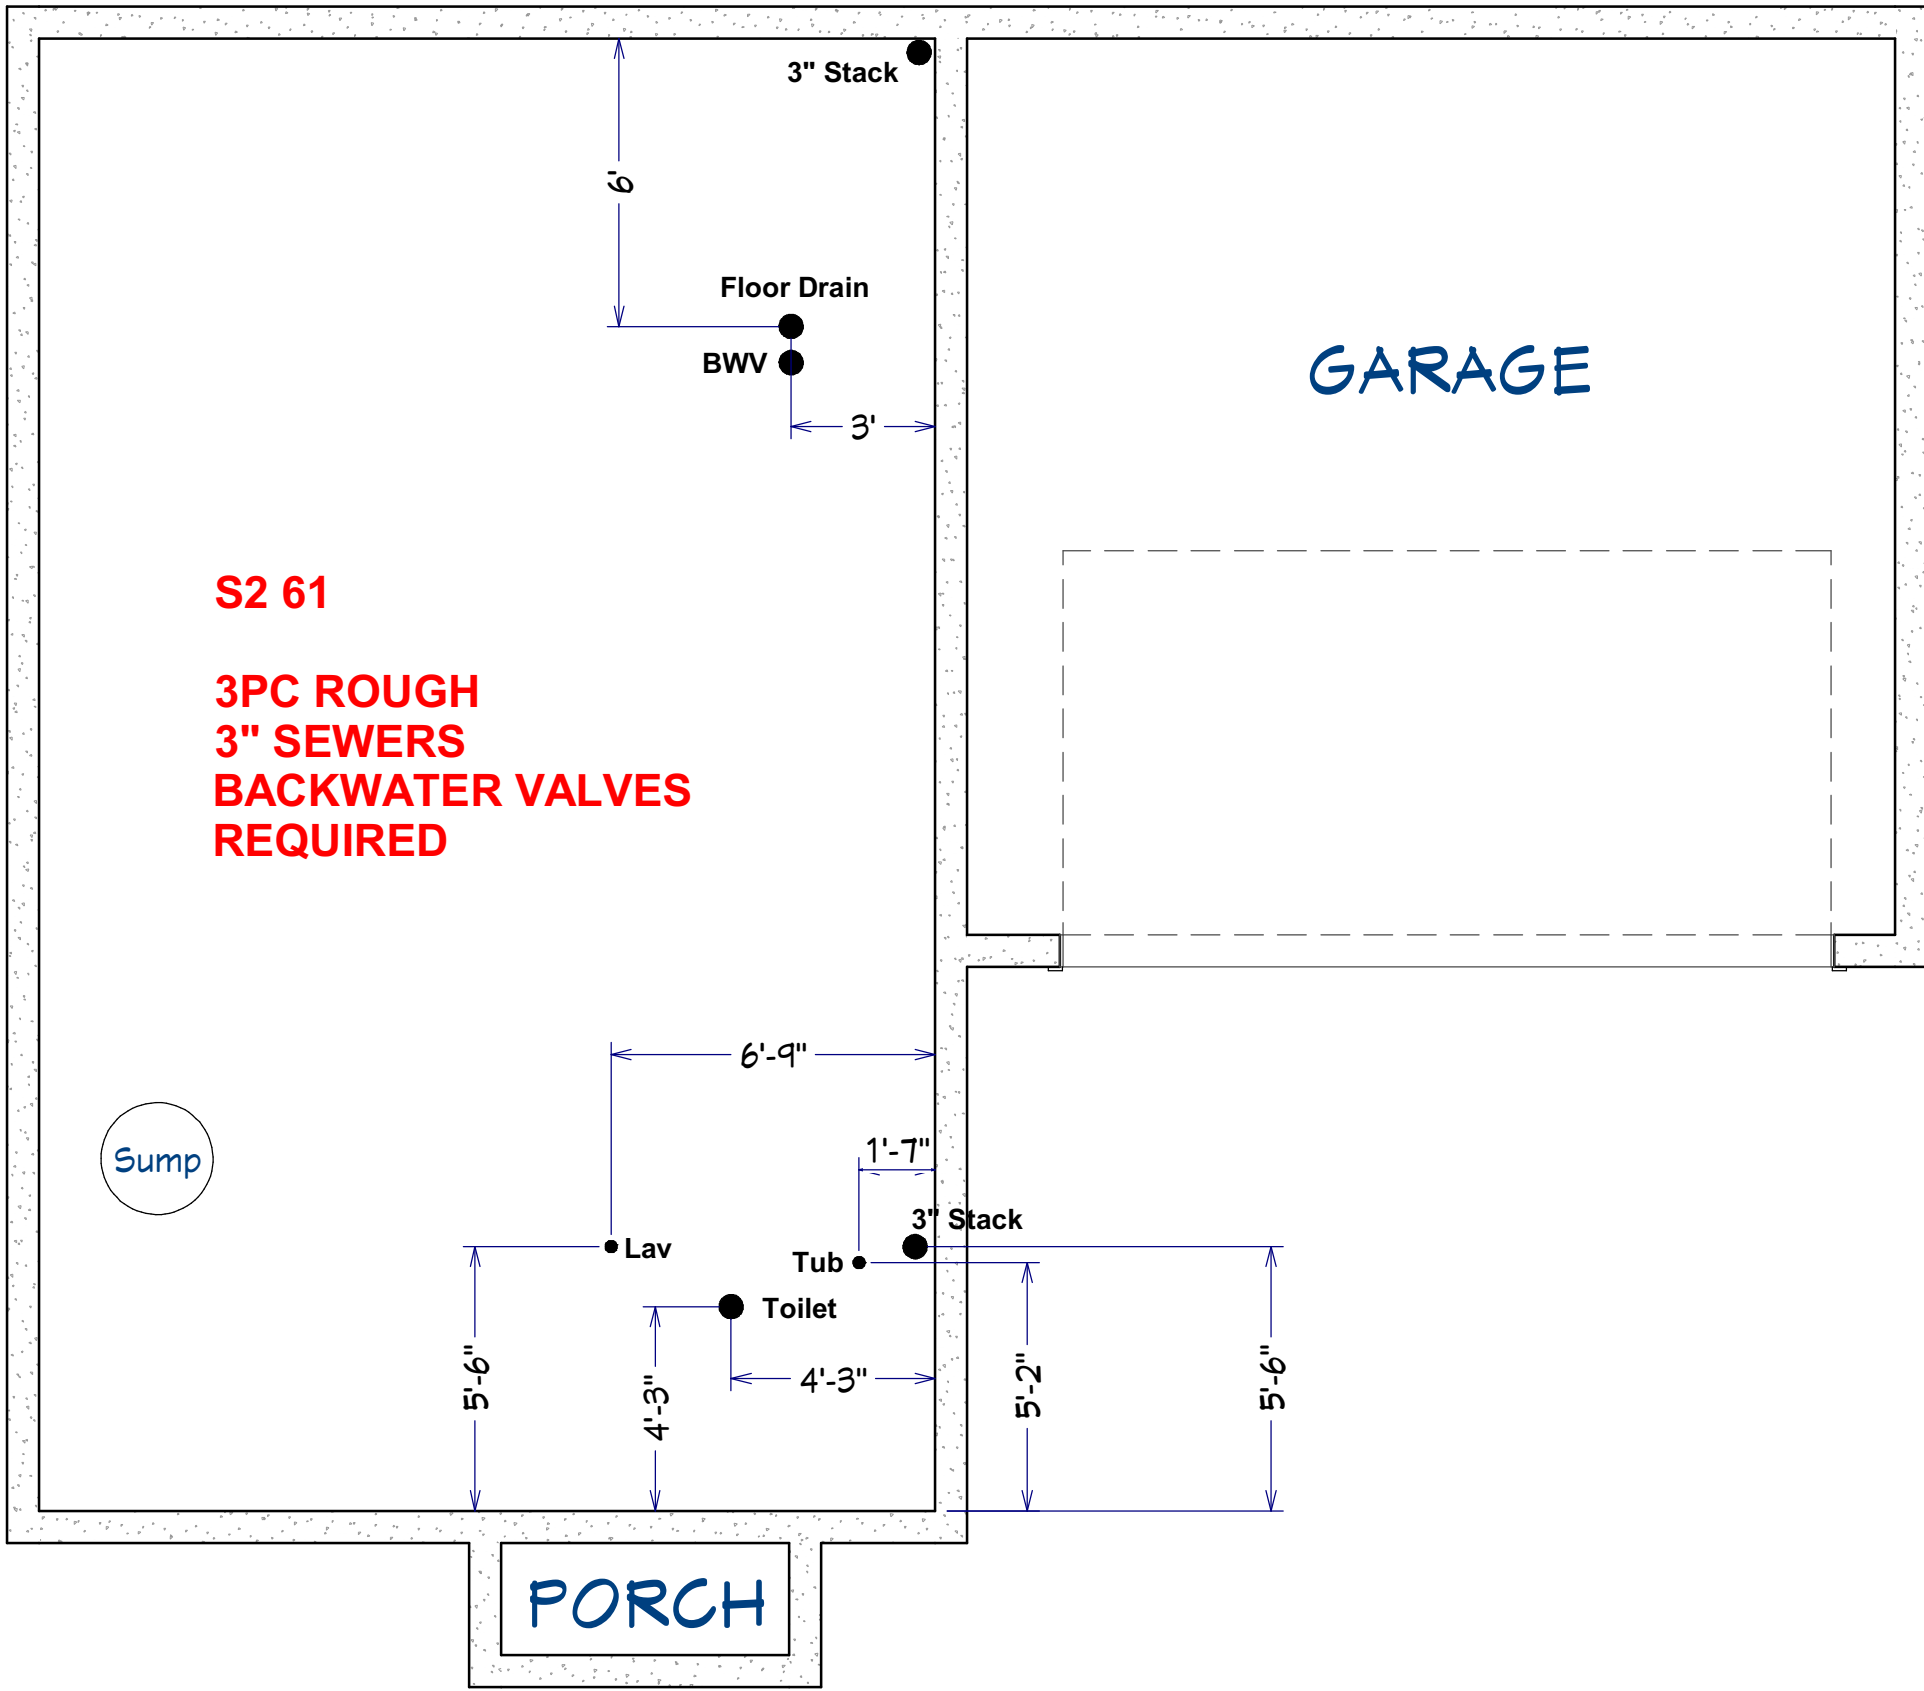 3" Stack
6'
Floor Drain
BWV
3'
GARAGE
S2 61
3PC ROUGH
3" SEWERS
BACKWATER VALVES
REQUIRED
6'-9"
1'-7"
Sump
3" Stack
Lav
Tub
Toilet
5'-6"
4'-3"
4'-3"
5'-2"
5'-6"
PORCH